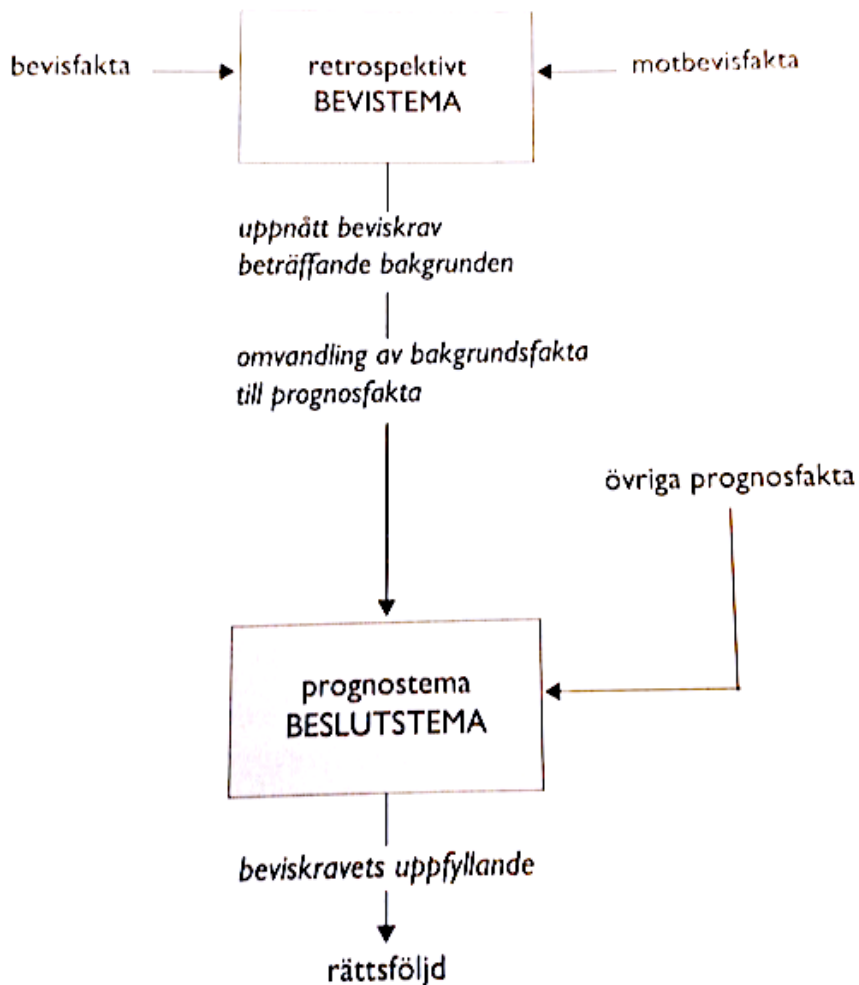 bevisfakta
retrospektivt
BEVISTEMA
motbevisfakta
uppnått beviskrav
beträffande bakgrunden
omvandling av bakgrundsfakta
till prognosfakta
övriga prognosfakta
prognostema
BESLUTSTEMA
beviskravets uppfyllande
rättsföljd